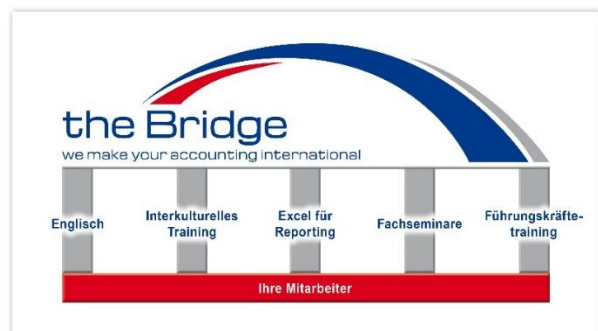 the Bridge
we make your accounting international
Englisch
Interkulturelles
Training
Excel für
Reporting
Fachseminare
Führungskräfte-
training
Ihre Mitarbeiter